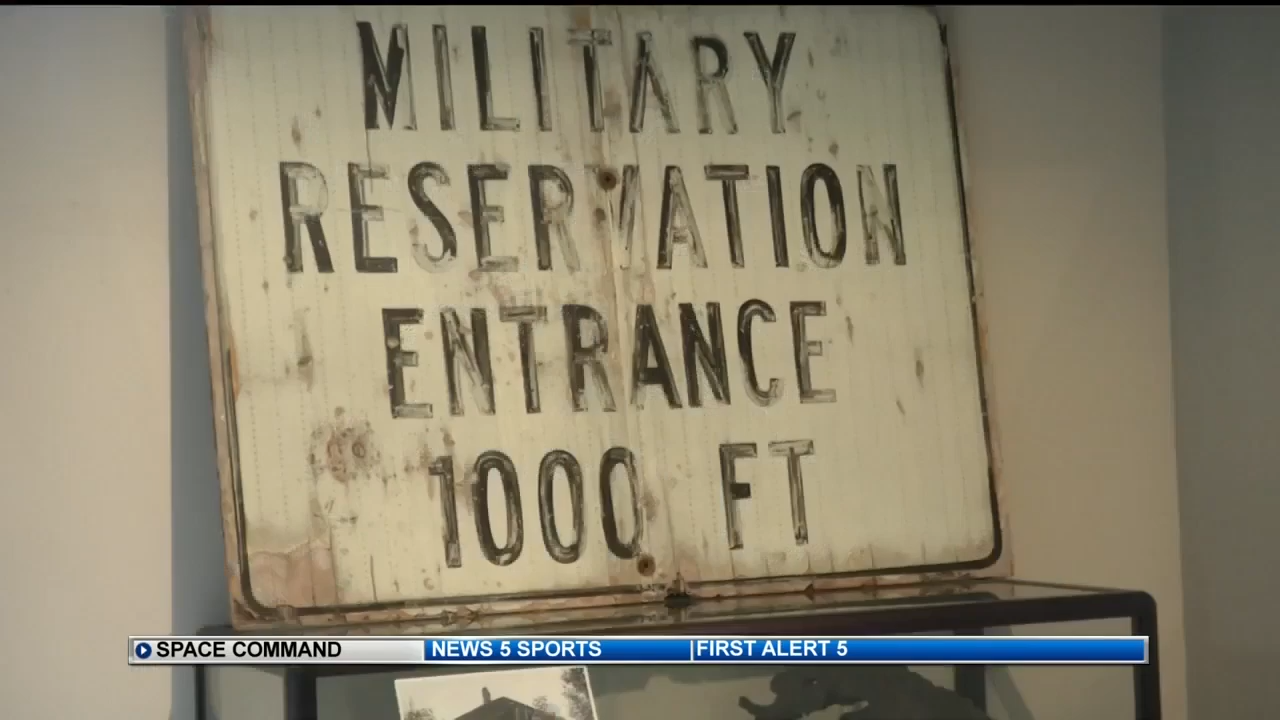 MILITARY
RESERVATION
ENTRANCE
1000 FT
SPACE COMMAND NEWS 5 SPORTS FIRST ALERT 5